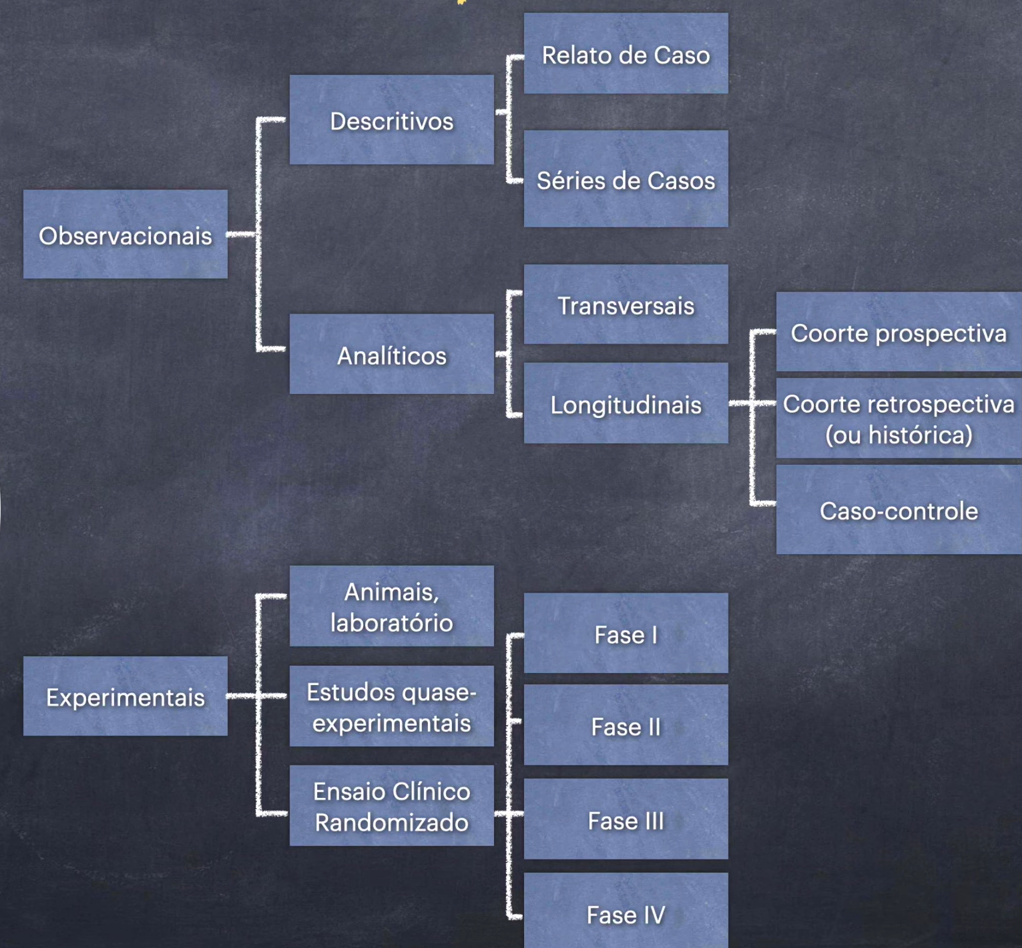 Relato de Caso
Descritivos
Séries de Casos
Observacionais
Transversais
Analíticos
Longitudinais
Coorte prospectiva
Coorte retrospectiva
(ou histórica)
Caso-controle
Experimentais
Animais,
laboratório
Estudos quase-
experimentais
Ensaio Clínico
Randomizado
Fase I
Fase II
Fase III
Fase IV